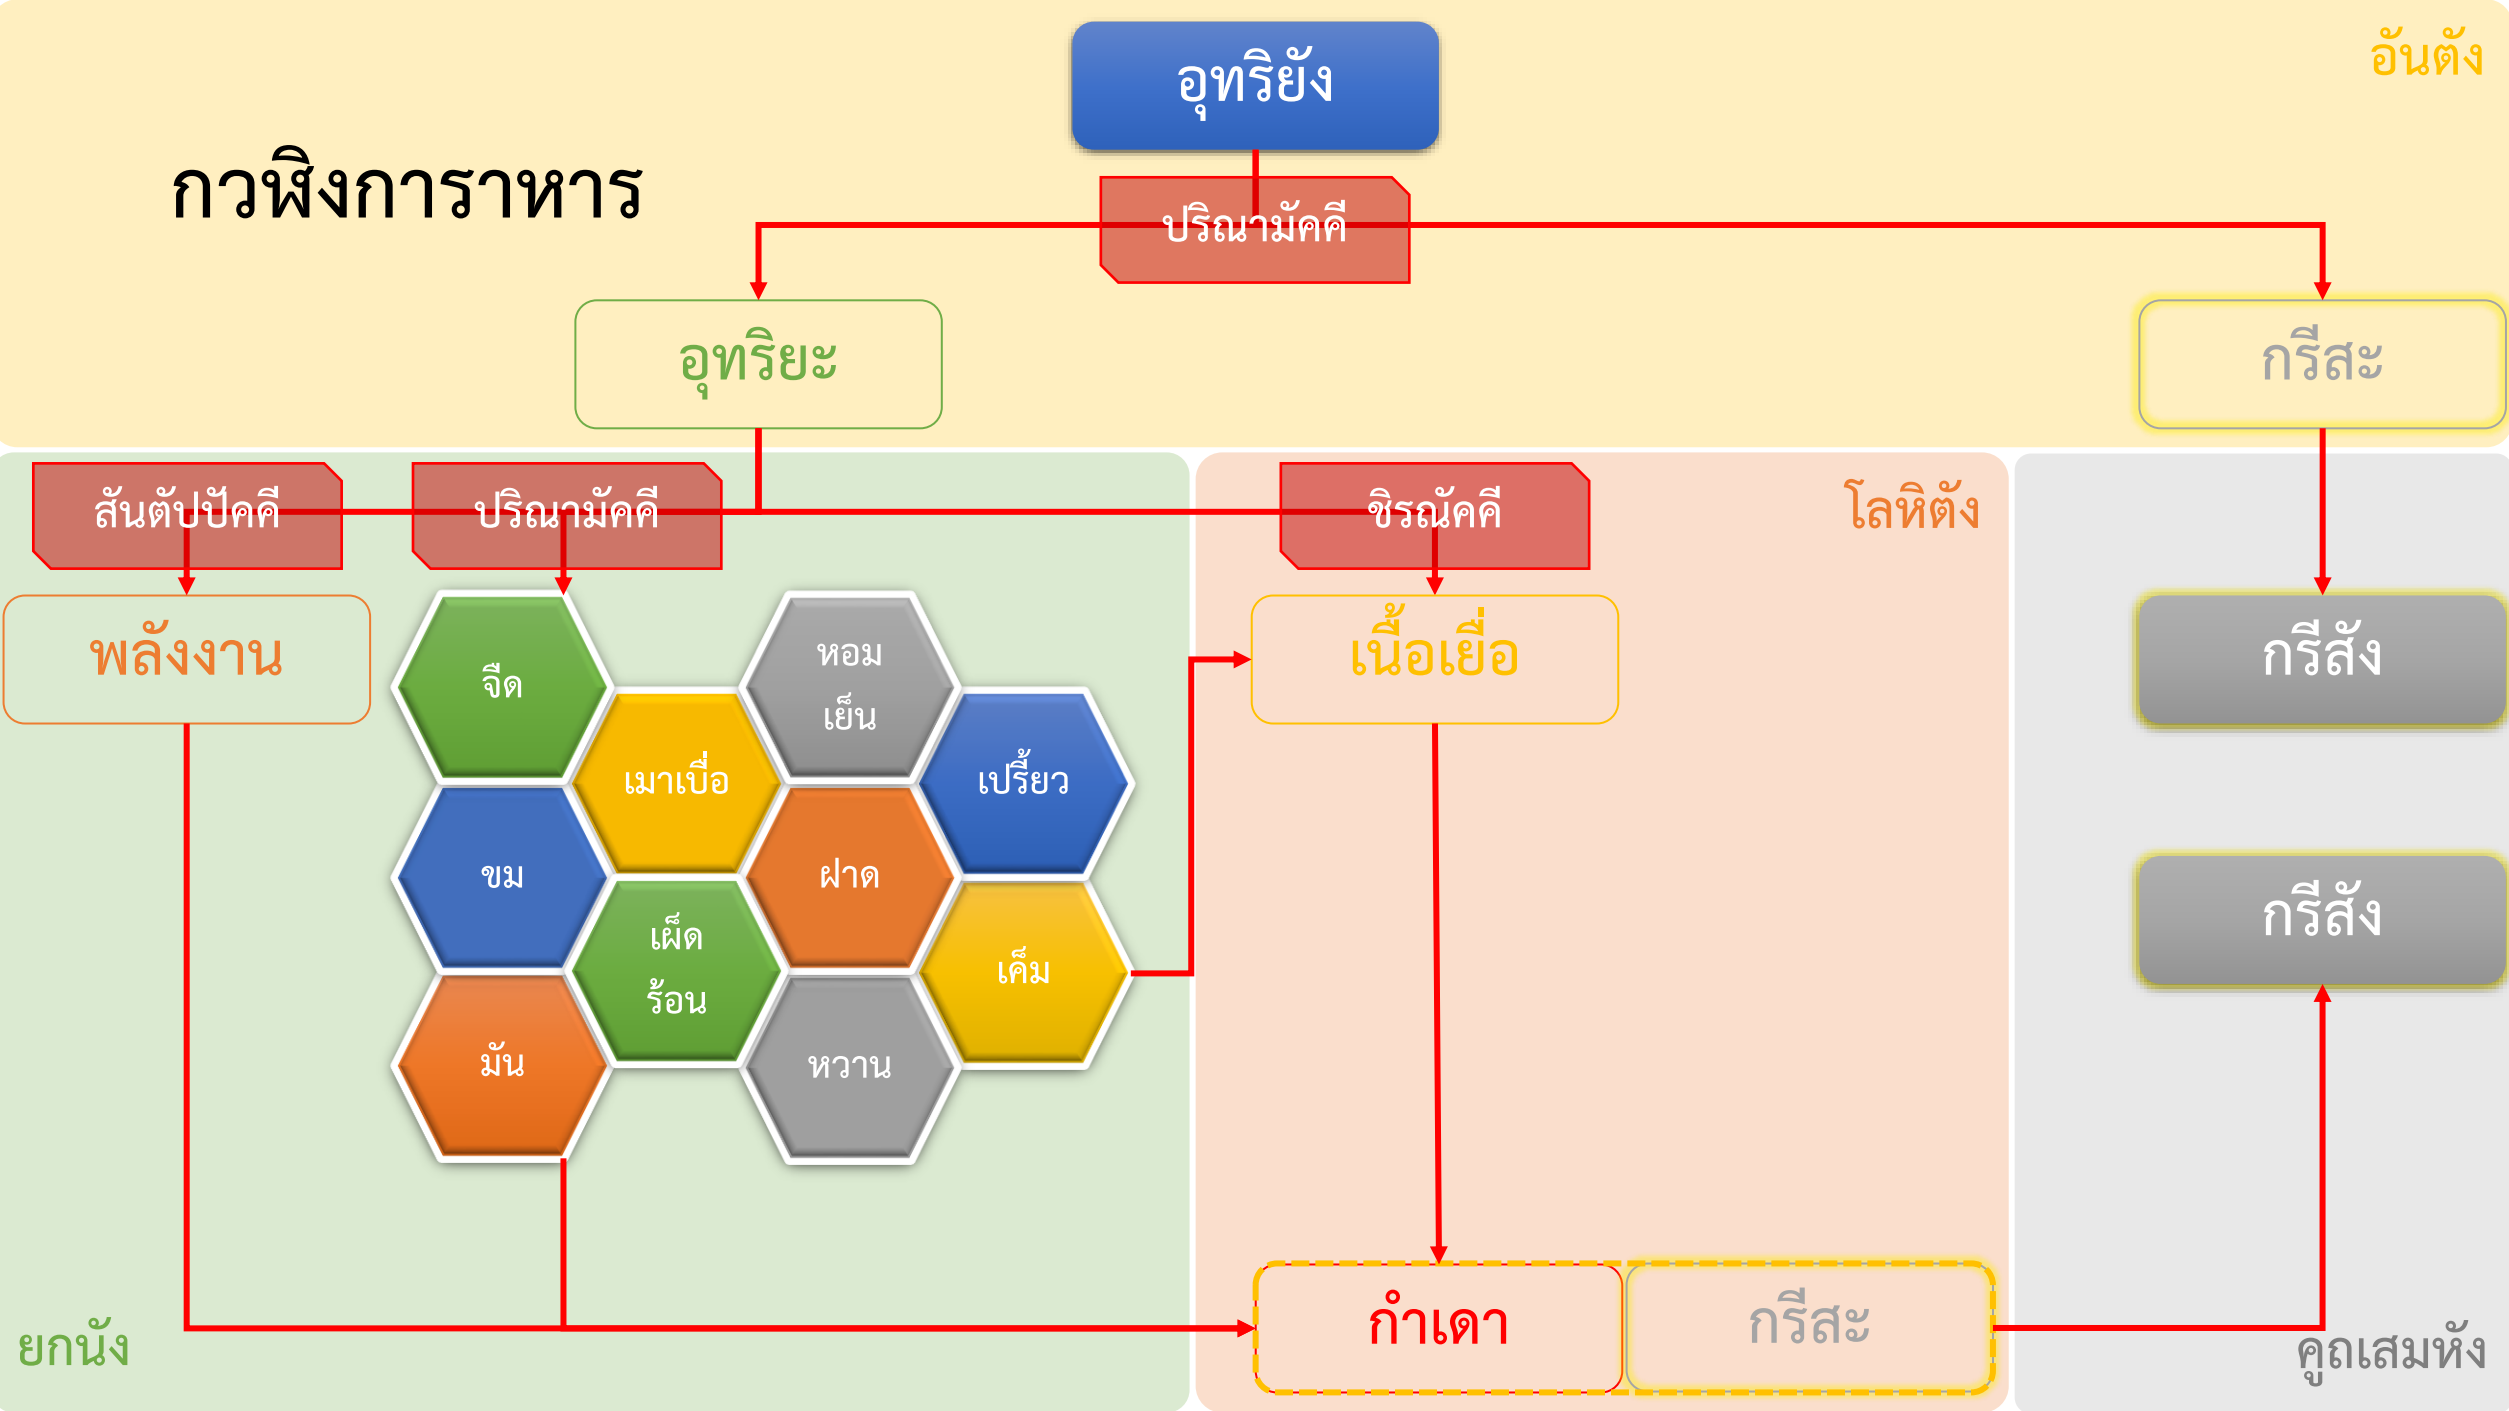 อุทริยัง
อันตัง
กวฬิงการาหาร
ปริณามัคคี
อุทริยะ
กรีสะ
สันตัปปัคคี
ปริณามัคคี
ชิรณัคคี
โลหิตัง
พลังงาน
เนื้อเยื่อ
กรีสัง
จืด
หอม
เย็น
เมาเบื่อ
เปรี้ยว
ขม
ฝาด
กรีสัง
เผ็ด
ร้อน
เค็ม
มัน
หวาน
กำเดา
กรีสะ
ยกนัง
คูถเสมหัง